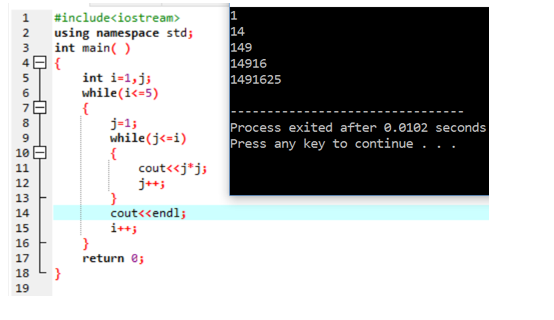 1 #include<iostream>
2 using namespace std;
3 int main( )
4 {
5 int i=1,j;
6 while(i<=5)
7 {
8 j=1;
9 while(j<=i)
10 {
11 cout<<j*j;
12 j++;
13 }
14 cout<<endl;
15 i++;
16 }
17 return 0;
18 }
19
1
14
149
14916
1491625
--------------------------------
Process exited after 0.0102 seconds
Press any key to continue . . .